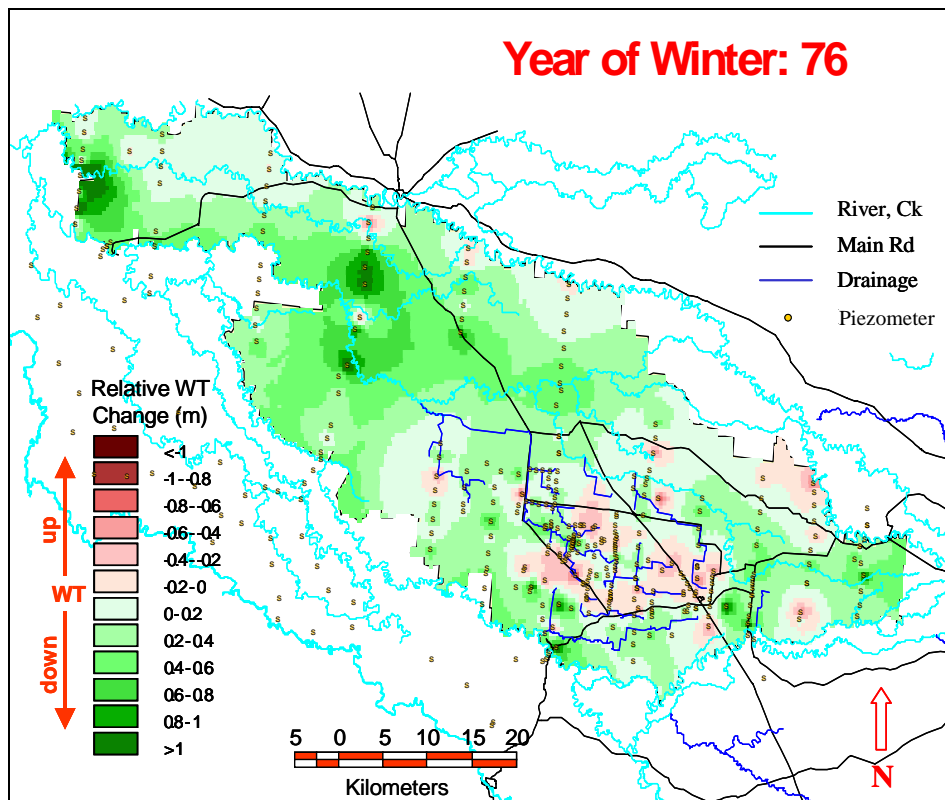 Year of Winter: 76
River, Ck
Main Rd
Drainage
Piezometer
Relative WT
Change (m)
<-1
-1--0.8
-0.8--0.6
-0.6--0.4
-0.4--0.2
-0.2-0
0-0.2
0.2-0.4
0.4-0.6
0.6-0.8
0.8-1
>1
up
WT
down
5 0 5 10 15 20
Kilometers
N